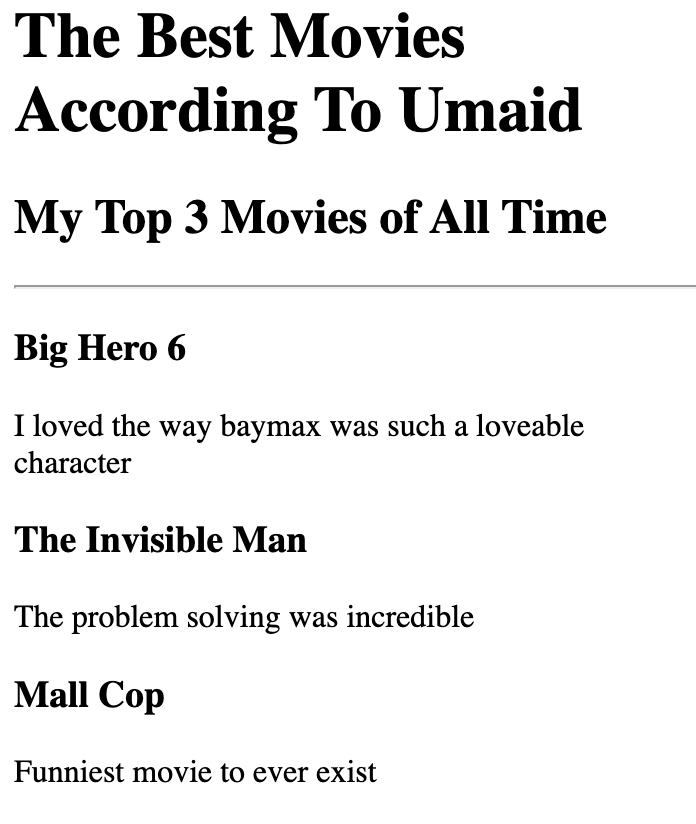 The Best Movies
According To Umaid
My Top 3 Movies of All Time
Big Hero 6
I loved the way baymax was such a loveable
character
The Invisible Man
The problem solving was incredible
Mall Cop
Funniest movie to ever exist